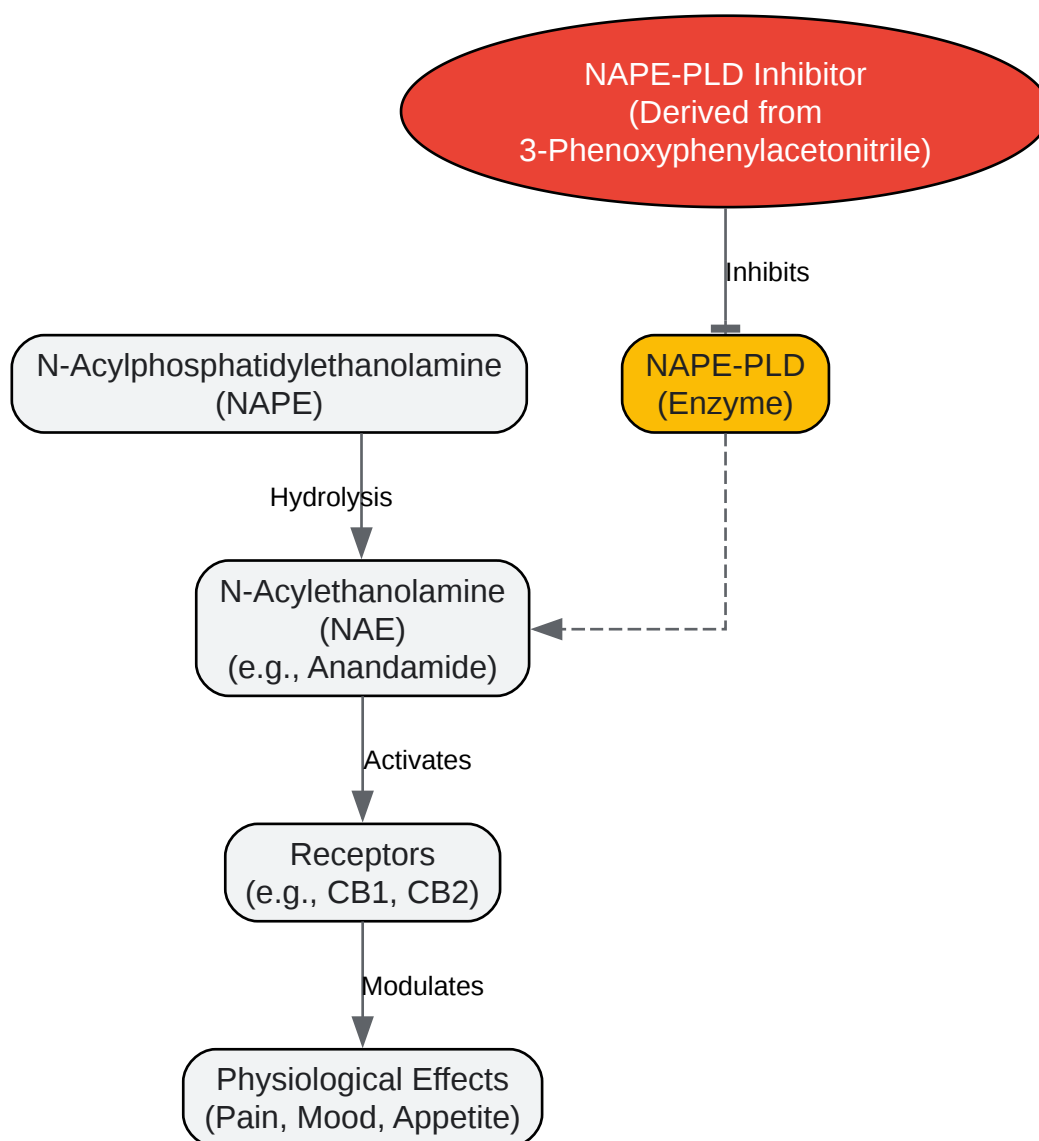 NAPE-PLD Inhibitor
(Derived from
3-Phenoxyphenylacetonitrile)
Inhibits
N-Acylphosphatidylethanolamine
(NAPE)
NAPE-PLD
(Enzyme)
Hydrolysis
N-Acylethanolamine
(NAE)
(e.g., Anandamide)
Activates
Receptors
(e.g., CB1, CB2)
Modulates
Physiological Effects
(Pain, Mood, Appetite)